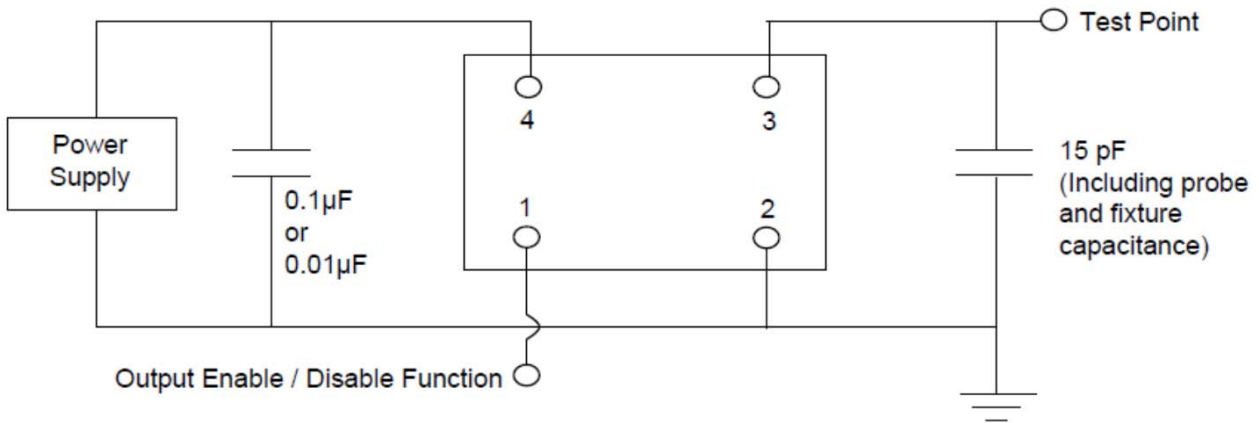 Test Point
Power
Supply
4
3
0.1µF
or
0.01µF
1
2
15 pF
(Including probe
and fixture
capacitance)
Output Enable / Disable Function